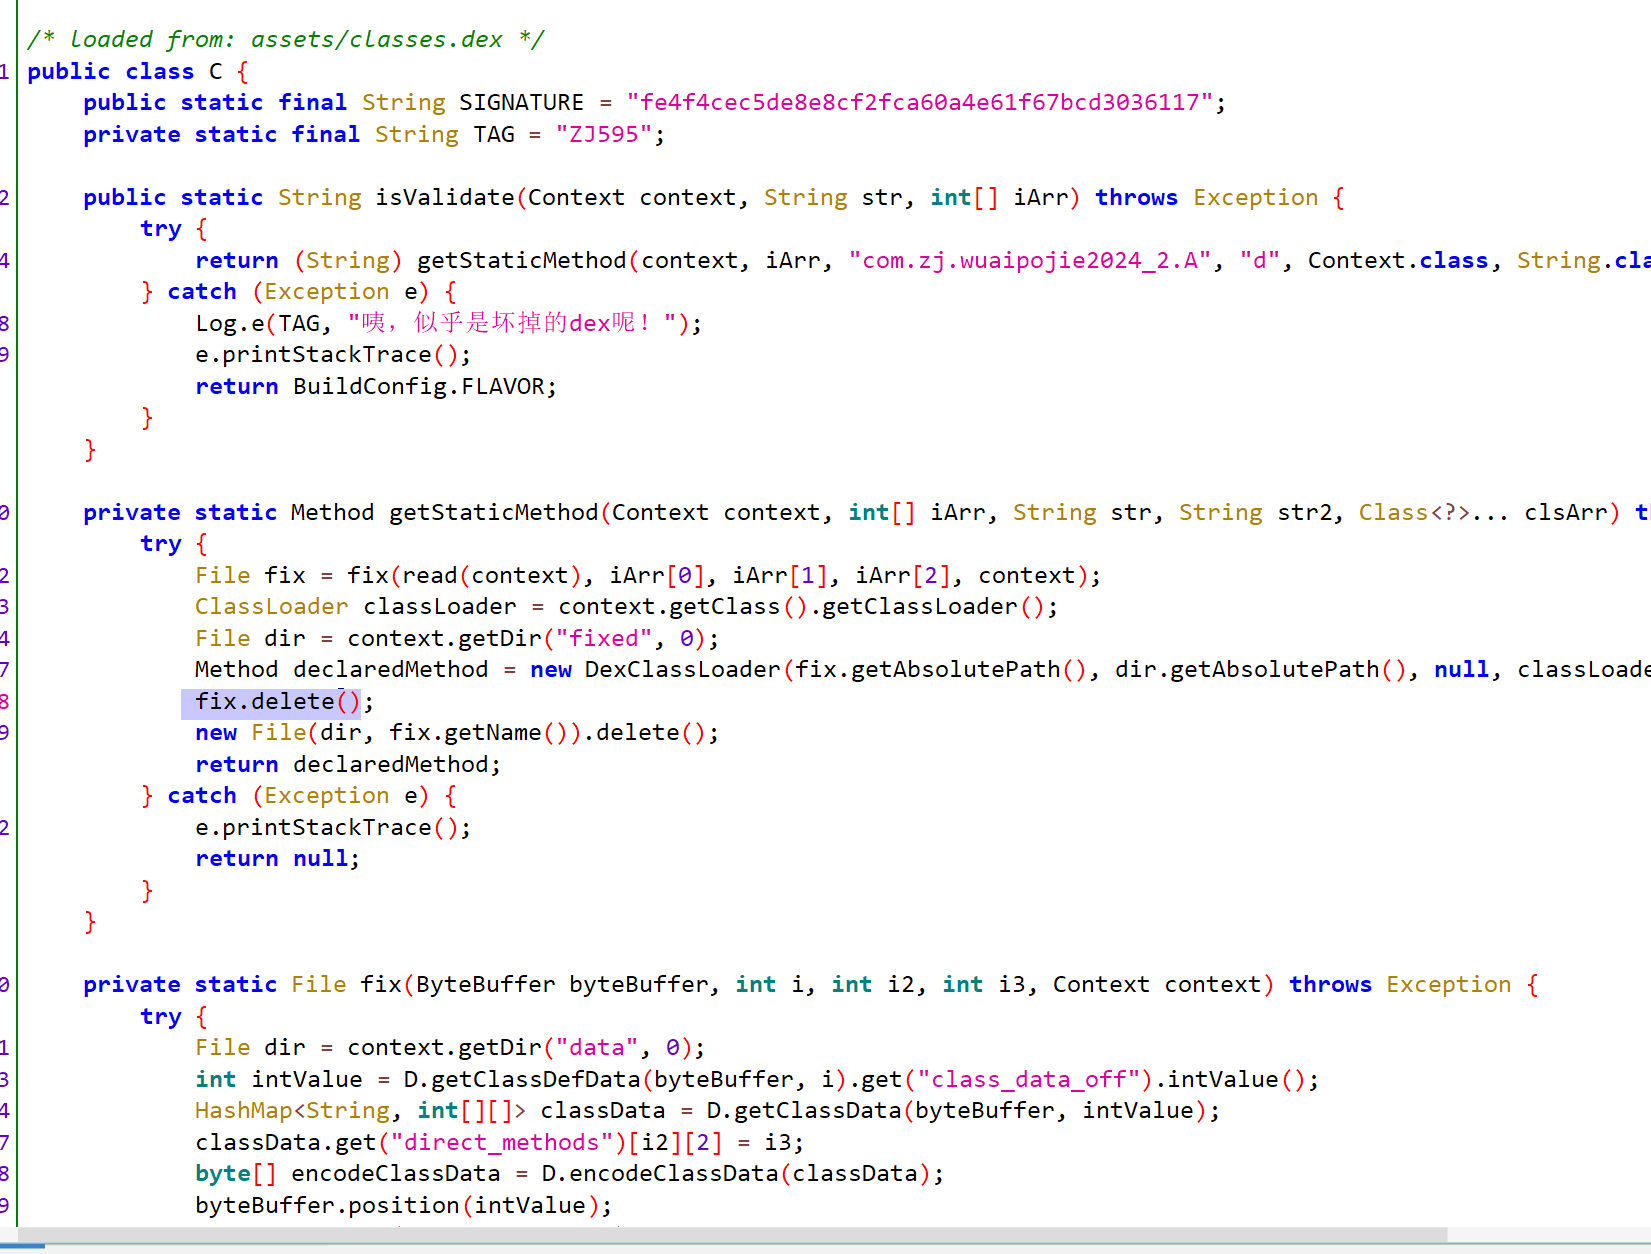 /* loaded from: assets/classes.dex */
1 public class C {
public static final String SIGNATURE = "fe4f4cec5de8e8cf2fca60a4e61f67bcd3036117";
private static final String TAG = "ZJ595";
2 public static String isValidate(Context context, String str, int[] iArr) throws Exception {
try {
4 return (String) getStaticMethod(context, iArr, "com.zj.wuaipojie2024_2.A", "d", Context.class, String.cla
} catch (Exception e) {
8 Log.e(TAG, "咦，似乎是坏掉的dex呢！");
9 e.printStackTrace();
return BuildConfig.FLAVOR;
}
}
0 private static Method getStaticMethod(Context context, int[] iArr, String str, String str2, Class<?>... clsArr) t
try {
2 File fix = fix(read(context), iArr[0], iArr[1], iArr[2], context);
3 ClassLoader classLoader = context.getClass().getClassLoader();
4 File dir = context.getDir("fixed", 0);
7 Method declaredMethod = new DexClassLoader(fix.getAbsolutePath(), dir.getAbsolutePath(), null, classLoade
8 fix.delete();
9 new File(dir, fix.getName()).delete();
return declaredMethod;
} catch (Exception e) {
2 e.printStackTrace();
return null;
}
}
0 private static File fix(ByteBuffer byteBuffer, int i, int i2, int i3, Context context) throws Exception {
try {
1 File dir = context.getDir("data", 0);
3 int intValue = D.getClassDefData(byteBuffer, i).get("class_data_off").intValue();
4 HashMap<String, int[][]> classData = D.getClassData(byteBuffer, intValue);
7 classData.get("direct_methods")[i2][2] = i3;
8 byte[] encodeClassData = D.encodeClassData(classData);
9 byteBuffer.position(intValue);